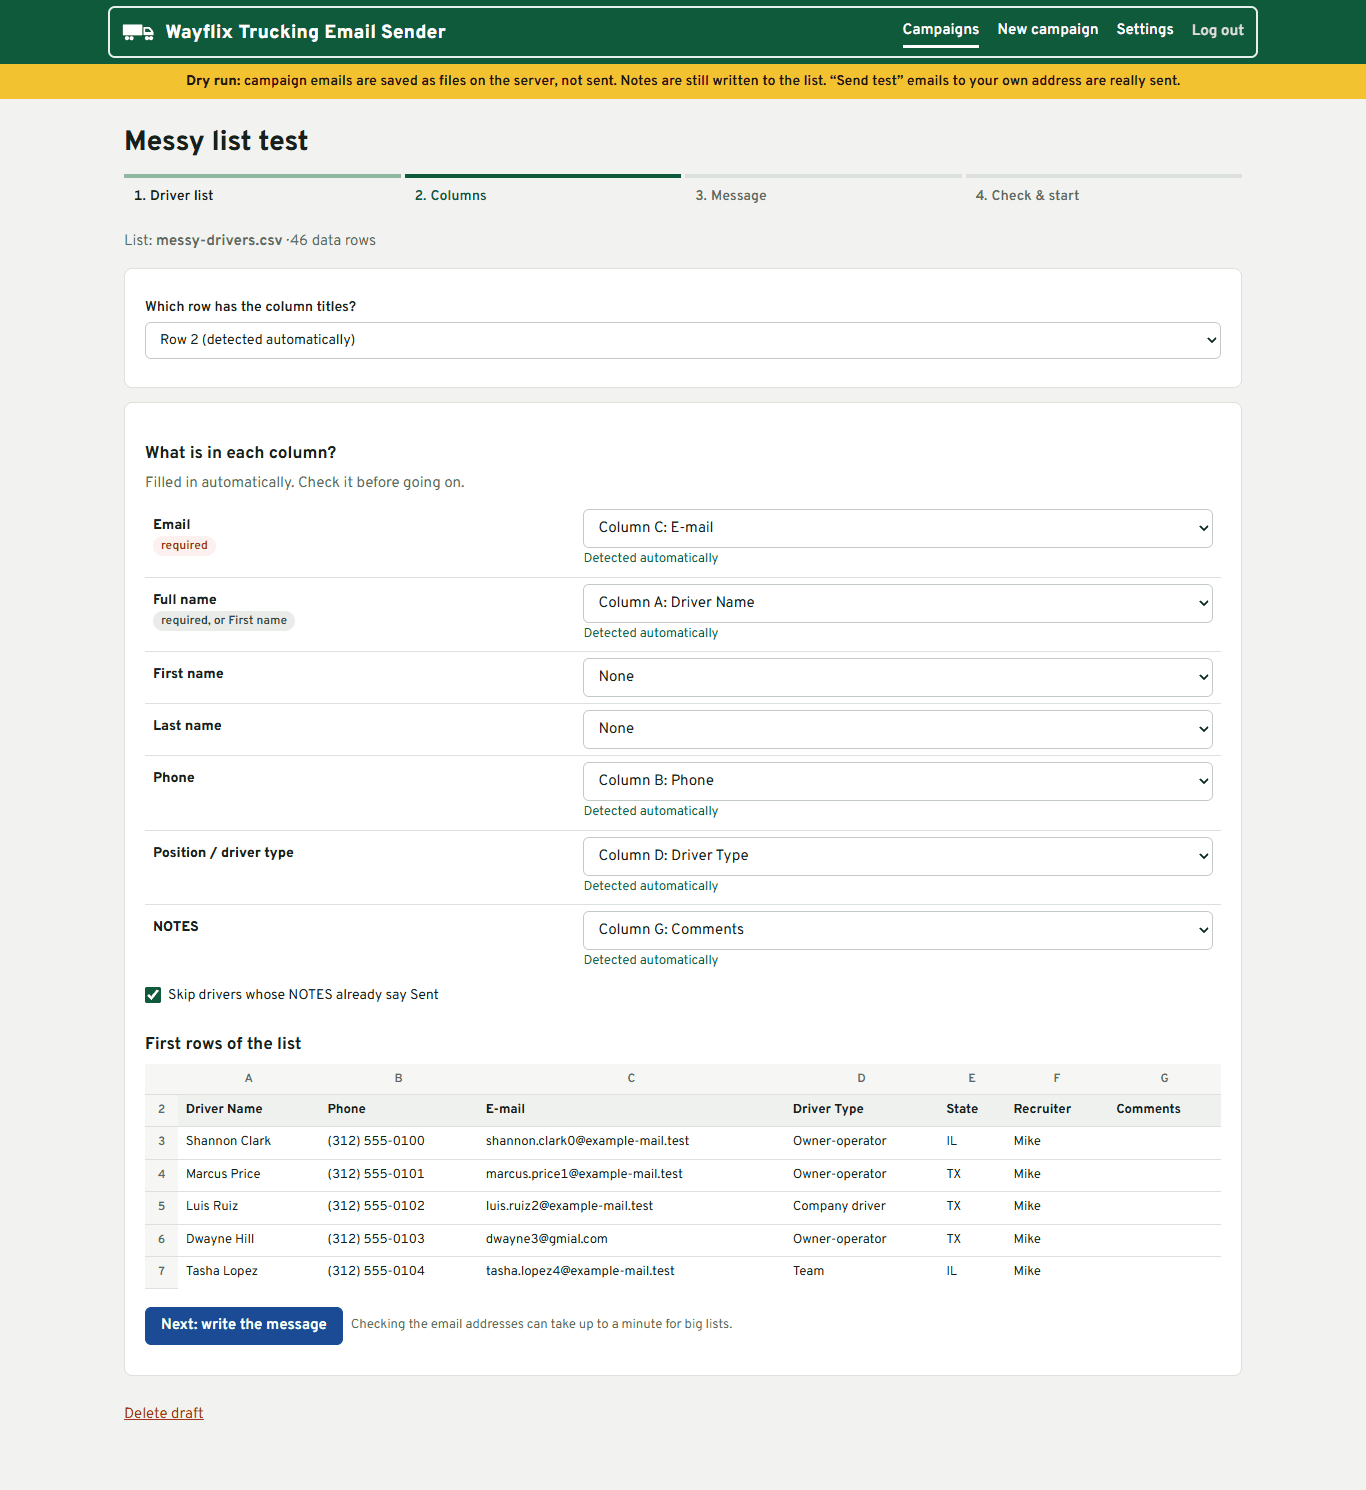 Wayflix Trucking Email Sender
Campaigns New campaign Settings Log out
Dry run: campaign emails are saved as files on the server, not sent. Notes are still written to the list. “Send test” emails to your own address are really sent.
Messy list test
1. Driver list
2. Columns
3. Message
4. Check & start
List: messy-drivers.csv ·46 data rows
Which row has the column titles?
Row 2 (detected automatically)
What is in each column?
Filled in automatically. Check it before going on.
Email
required
Column C: E-mail
Detected automatically
Full name
required, or First name
Column A: Driver Name
Detected automatically
First name
None
Last name
None
Phone
Column B: Phone
Detected automatically
Position / driver type
Column D: Driver Type
Detected automatically
NOTES
Column G: Comments
Detected automatically
Skip drivers whose NOTES already say Sent
First rows of the list
A B C D E F G
2 Driver Name Phone E-mail Driver Type State Recruiter Comments
3 Shannon Clark (312) 555-0100 shannon.clark0@example-mail.test Owner-operator IL Mike
4 Marcus Price (312) 555-0101 marcus.price1@example-mail.test Owner-operator TX Mike
5 Luis Ruiz (312) 555-0102 luis.ruiz2@example-mail.test Company driver TX Mike
6 Dwayne Hill (312) 555-0103 dwayne3@gmial.com Owner-operator TX Mike
7 Tasha Lopez (312) 555-0104 tasha.lopez4@example-mail.test Team IL Mike
Next: write the message
Checking the email addresses can take up to a minute for big lists.
Delete draft